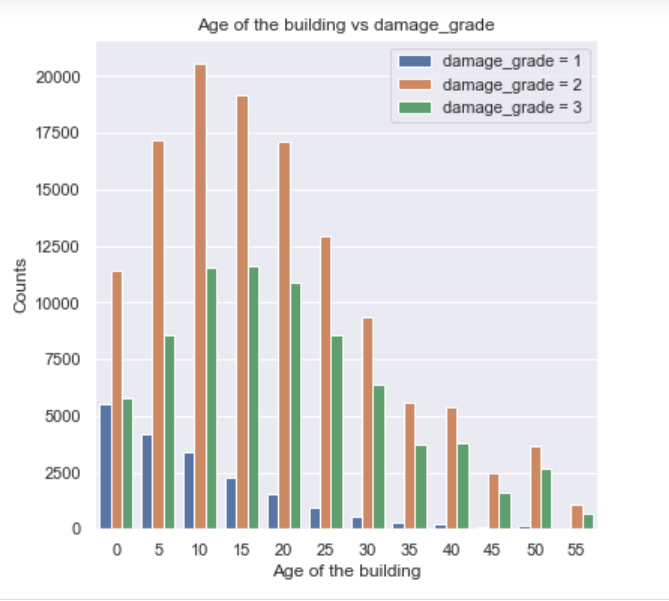 Age of the building vs damage_grade
damage_grade = 1
damage_grade = 2
damage_grade = 3
20000
17500
15000
12500
10000
7500
5000
2500
0
Counts
0 5 10 15 20 25 30 35 40 45 50 55
Age of the building